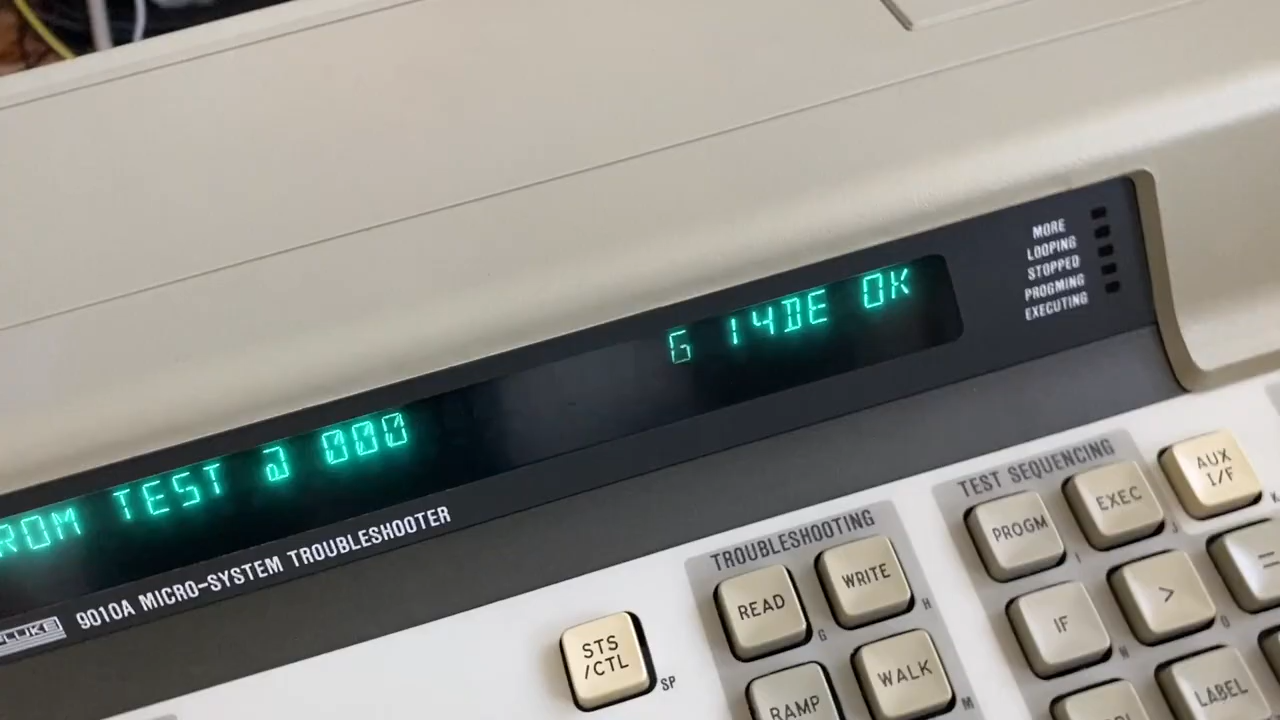 ROM TEST @ 000 G 14DE OK
MORE
LOOPING
STOPPED
PROGMING
EXECUTING
FLUKE 9010A MICRO-SYSTEM TROUBLESHOOTER
TROUBLESHOOTING
TEST SEQUENCING
STS
/CTL
SP
READ
G
WRITE
H
RAMP
WALK
M
PROGM
I
EXEC
J
AUX
I/F
K
IF
N
>
O
=
LABEL